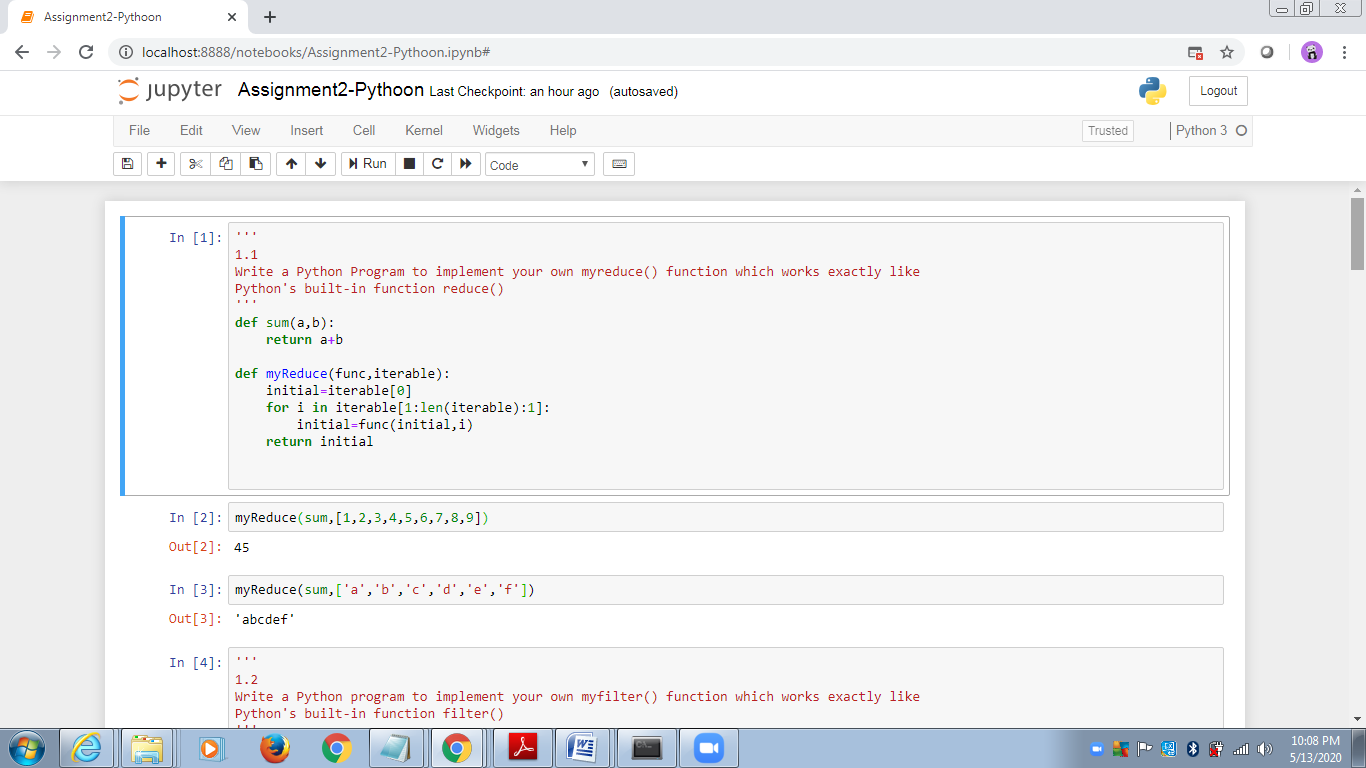 Assignment2-Pythoon
localhost:8888/notebooks/Assignment2-Pythoon.ipynb#
jupyter Assignment2-Pythoon Last Checkpoint: an hour ago (autosaved)
Logout
File Edit View Insert Cell Kernel Widgets Help
Trusted
Python 3
Run
Code
In [1]: '''
1.1
Write a Python Program to implement your own myreduce() function which works exactly like
Python's built-in function reduce()
'''
def sum(a,b):
    return a+b
def myReduce(func,iterable):
    initial=iterable[0]
    for i in iterable[1:len(iterable):1]:
        initial=func(initial,i)
    return initial
In [2]: myReduce(sum,[1,2,3,4,5,6,7,8,9])
Out[2]: 45
In [3]: myReduce(sum,['a','b','c','d','e','f'])
Out[3]: 'abcdef'
In [4]: '''
1.2
Write a Python program to implement your own myfilter() function which works exactly like
Python's built-in function filter()
'''
10:08 PM
5/13/2020